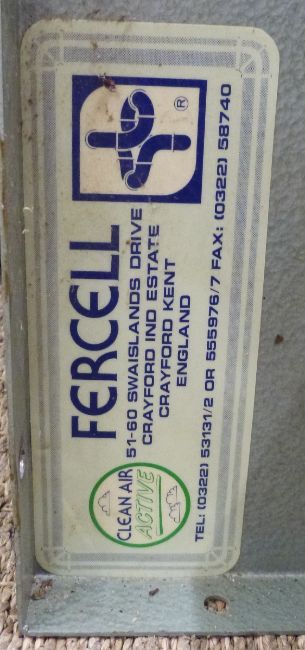 ®
FERCELL
51-60 SWAISLANDS DRIVE
CRAYFORD IND ESTATE
CRAYFORD KENT
ENGLAND
CLEAN AIR
ACTIVE
TEL: (0322) 53131/2 OR 555976/7 FAX: (0322) 58740